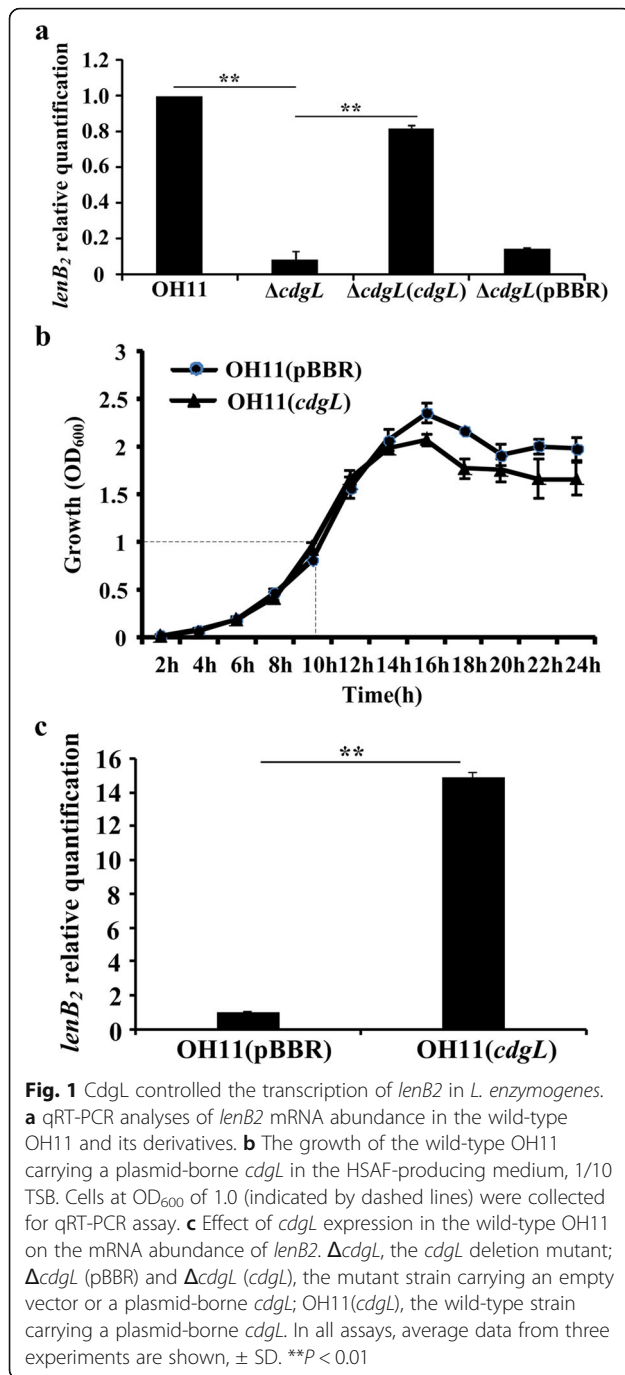 a
lenB₂ relative quantification
1.2
1.0
0.8
0.6
0.4
0.2
0
**
**
OH11 ΔcdgL ΔcdgL(cdgL) ΔcdgL(pBBR)
b
Growth (OD₆₀₀)
3
2.5
2
1.5
1
0.5
0
OH11(pBBR)
OH11(cdgL)
2h 4h 6h 8h 10h 12h 14h 16h 18h 20h 22h 24h
Time(h)
c
lenB₂ relative quantification
16
14
12
10
8
6
4
2
0
**
OH11(pBBR) OH11(cdgL)
Fig. 1 CdgL controlled the transcription of lenB2 in L. enzymogenes.
a qRT-PCR analyses of lenB2 mRNA abundance in the wild-type
OH11 and its derivatives. b The growth of the wild-type OH11
carrying a plasmid-borne cdgL in the HSAF-producing medium, 1/10
TSB. Cells at OD₆₀₀ of 1.0 (indicated by dashed lines) were collected
for qRT-PCR assay. c Effect of cdgL expression in the wild-type OH11
on the mRNA abundance of lenB2. ΔcdgL, the cdgL deletion mutant;
ΔcdgL (pBBR) and ΔcdgL (cdgL), the mutant strain carrying an empty
vector or a plasmid-borne cdgL; OH11(cdgL), the wild-type strain
carrying a plasmid-borne cdgL. In all assays, average data from three
experiments are shown, ± SD. **P < 0.01